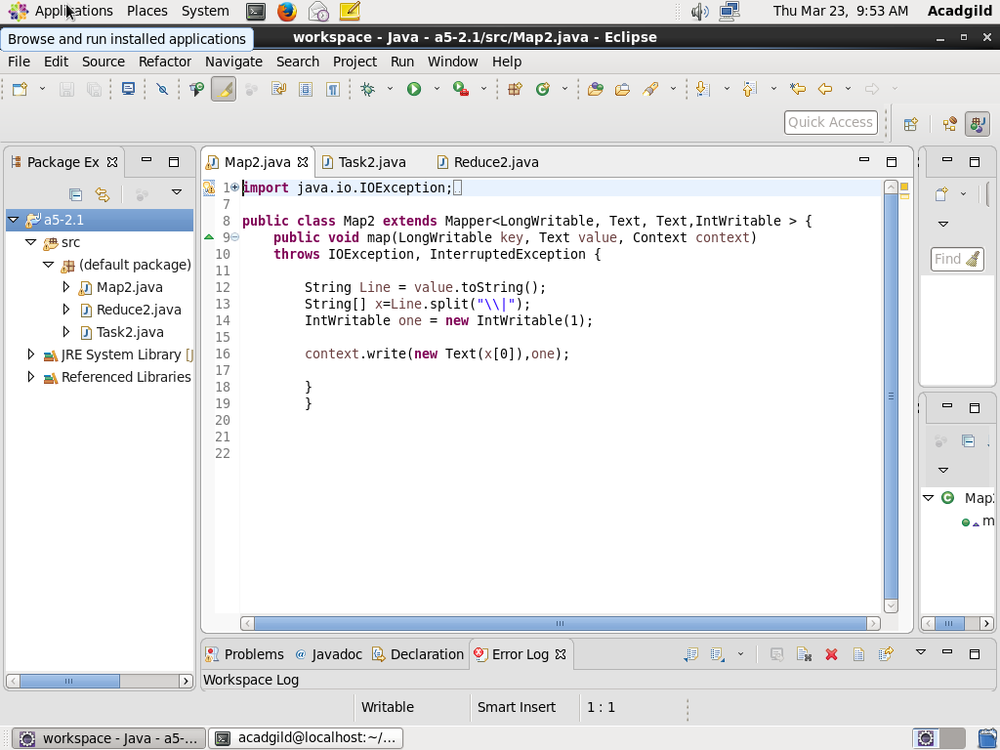 Applications Places System Thu Mar 23, 9:53 AM Acadgild
Browse and run installed applications
workspace - Java - a5-2.1/src/Map2.java - Eclipse
File Edit Source Refactor Navigate Search Project Run Window Help
Quick Access
Package Ex
Map2.java Task2.java Reduce2.java
a5-2.1
src
(default package)
Map2.java
Reduce2.java
Task2.java
JRE System Library [J
Referenced Libraries
1 import java.io.IOException;
7
8 public class Map2 extends Mapper<LongWritable, Text, Text,IntWritable > {
9 public void map(LongWritable key, Text value, Context context)
10 throws IOException, InterruptedException {
11
12 String Line = value.toString();
13 String[] x=Line.split("\\|");
14 IntWritable one = new IntWritable(1);
15
16 context.write(new Text(x[0]),one);
17
18 }
19 }
20
21
22
Find
Map2
m
Problems @ Javadoc Declaration Error Log
Workspace Log
Writable Smart Insert 1 : 1
workspace - Java - a5-... acadgild@localhost:~/...